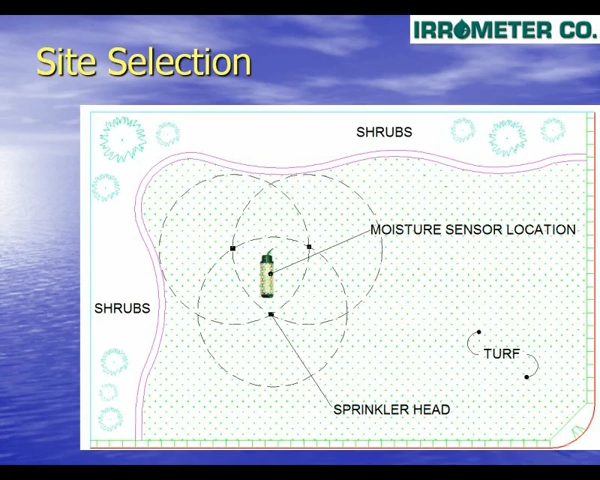 IRROMETER CO.
Site Selection
SHRUBS
MOISTURE SENSOR LOCATION
SHRUBS
TURF
SPRINKLER HEAD